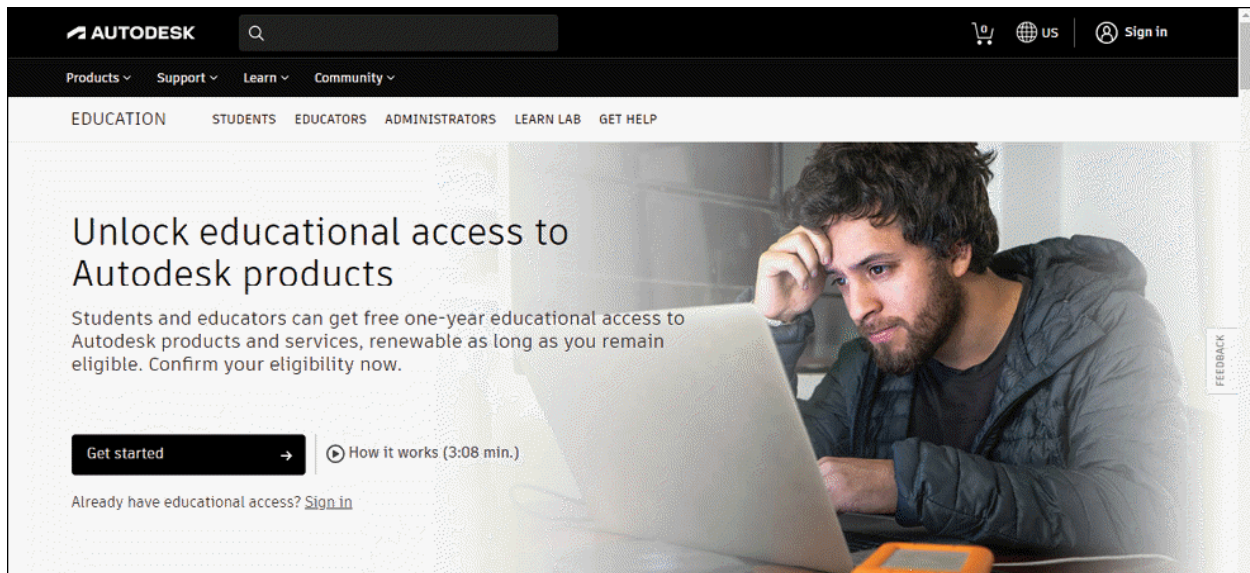 AUTODESK
0
US
Sign in
Products
Support
Learn
Community
EDUCATION
STUDENTS
EDUCATORS
ADMINISTRATORS
LEARN LAB
GET HELP
Unlock educational access to
Autodesk products
Students and educators can get free one-year educational access to
Autodesk products and services, renewable as long as you remain
eligible. Confirm your eligibility now.
FEEDBACK
Get started
How it works (3:08 min.)
Already have educational access? Sign in